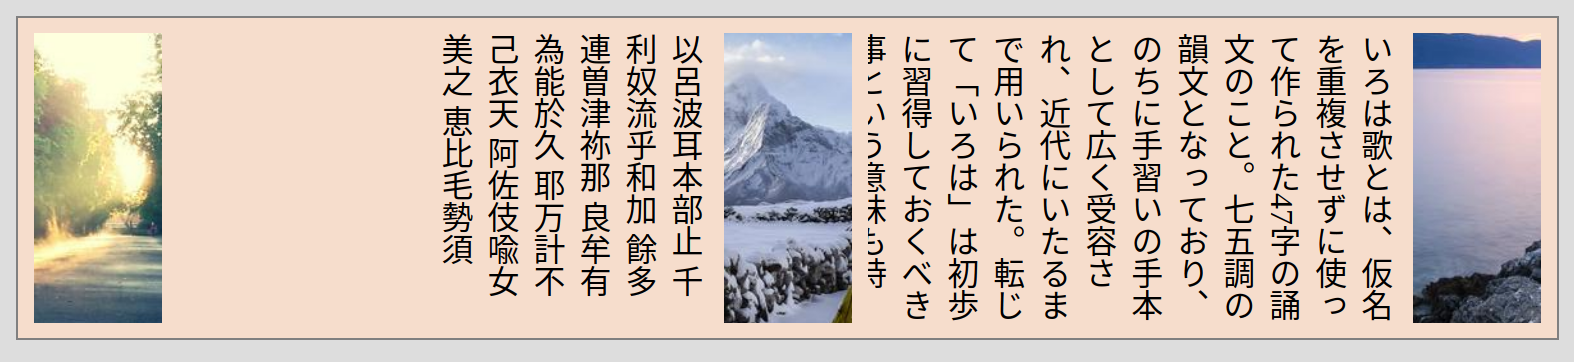 いろは歌とは、仮名
を重複させずに使っ
て作られた47字の誦
文のこと。七五調の
韻文となっており、
のちに手習いの手本
として広く受容さ
れ、近代にいたるま
で用いられた。転じ
て「いろは」は初歩
に習得しておくべき
事という意味も持
以呂波耳本部止 千
利奴流乎和加 餘多
連曽津祢那 良牟有
為能於久 耶万計不
己衣天 阿佐伎喩女
美之 恵比毛勢須